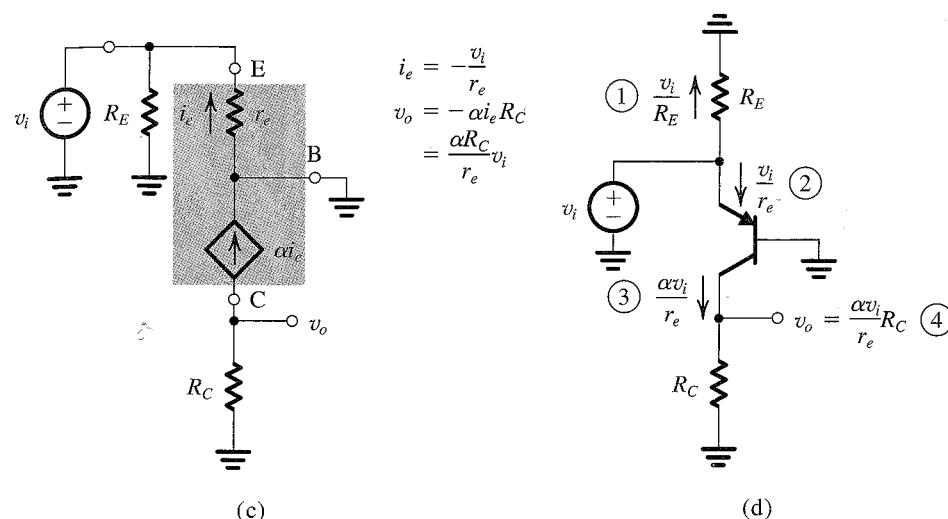 E
v_i
+
−
R_E
i_e
r_e
B
αi_e
C
v_o
R_C
(c)
i_e = −v_i/r_e
v_o = −αi_e R_C
= αR_C/r_e v_i
① v_i/R_E
R_E
v_i/r_e ②
v_i
+
−
③ αv_i/r_e
v_o = αv_i/r_e R_C ④
R_C
(d)